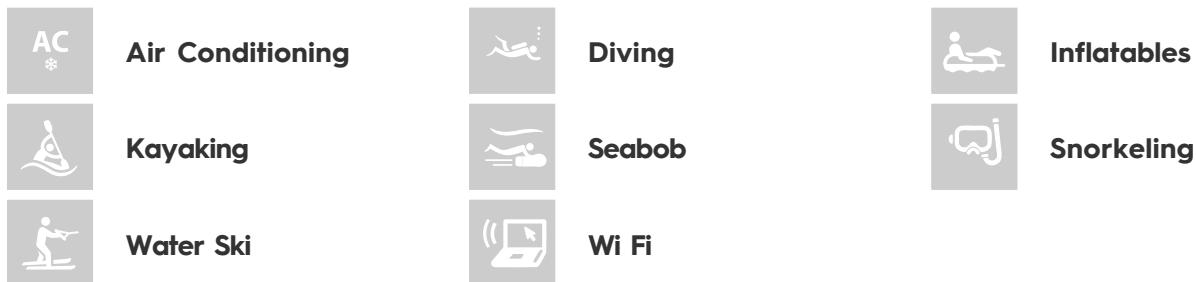 AC
Air Conditioning
Diving
Inflatables
Kayaking
Seabob
Snorkeling
Water Ski
Wi Fi